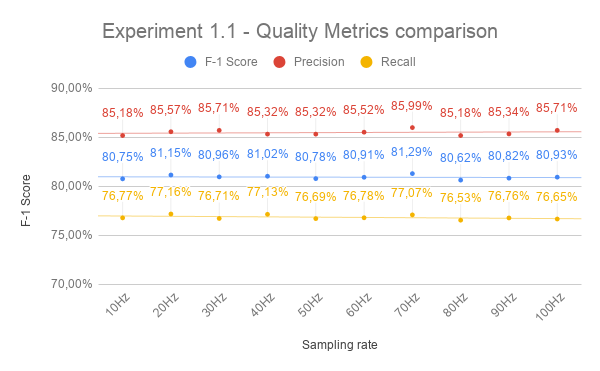 Experiment 1.1 - Quality Metrics comparison
F-1 Score Precision Recall
90,00%
85,18% 85,57% 85,71% 85,32% 85,32% 85,52% 85,99% 85,18% 85,34% 85,71%
85,00%
80,75% 81,15% 80,96% 81,02% 80,78% 80,91% 81,29% 80,62% 80,82% 80,93%
80,00%
76,77% 77,16% 76,71% 77,13% 76,69% 76,78% 77,07% 76,53% 76,76% 76,65%
75,00%
70,00%
F-1 Score
10Hz 20Hz 30Hz 40Hz 50Hz 60Hz 70Hz 80Hz 90Hz 100Hz
Sampling rate